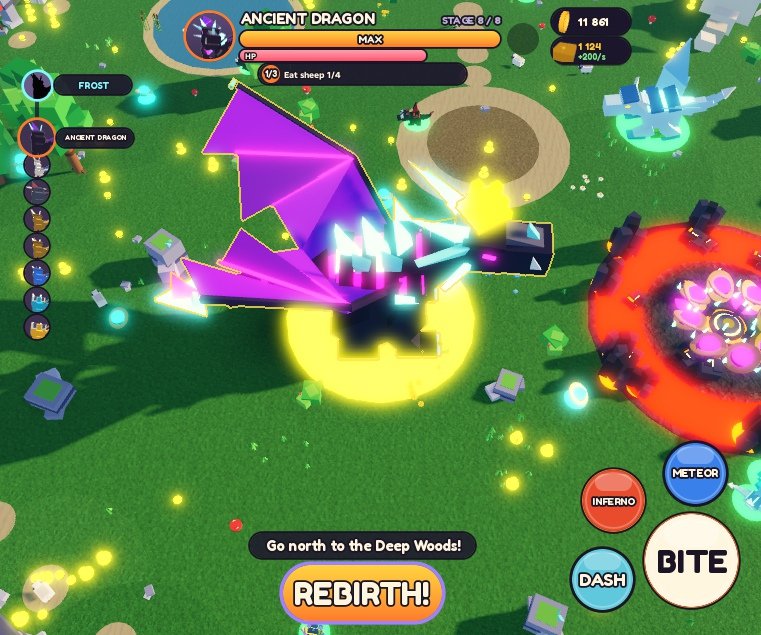 ANCIENT DRAGON
STAGE 8 / 8
MAX
HP
1/3 Eat sheep 1/4
11 861
1 124
+200/s
FROST
ANCIENT DRAGON
METEOR
INFERNO
BITE
DASH
Go north to the Deep Woods!
REBIRTH!